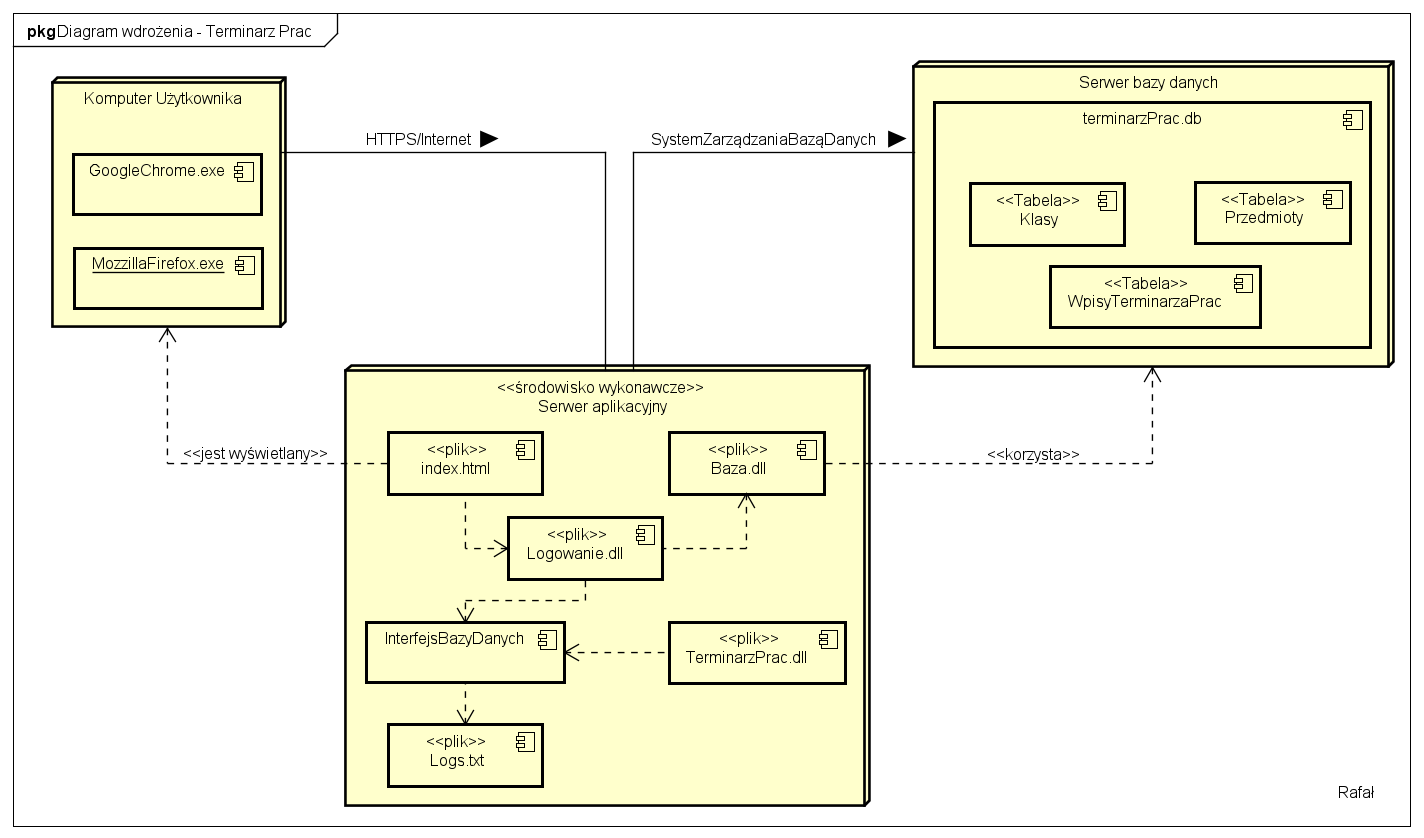 pkg Diagram wdrożenia - Terminarz Prac
Komputer Użytkownika
GoogleChrome.exe
MozzillaFirefox.exe
HTTPS/Internet
SystemZarządzaniaBaząDanych
Serwer bazy danych
terminarzPrac.db
<<Tabela>>
Klasy
<<Tabela>>
Przedmioty
<<Tabela>>
WpisyTerminarzaPrac
<<środowisko wykonawcze>>
Serwer aplikacyjny
<<jest wyświetlany>>
<<plik>>
index.html
<<plik>>
Baza.dll
<<korzysta>>
<<plik>>
Logowanie.dll
InterfejsBazyDanych
<<plik>>
TerminarzPrac.dll
<<plik>>
Logs.txt
Rafał